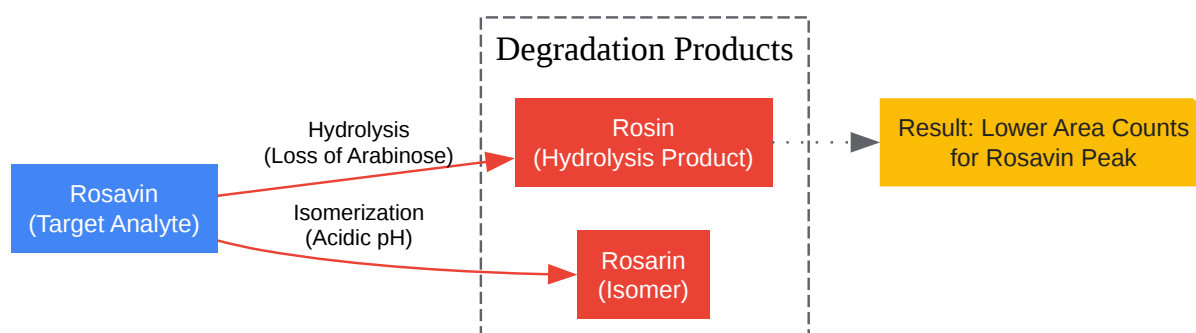 Degradation Products
Hydrolysis
(Loss of Arabinose)
Rosin
(Hydrolysis Product)
Result: Lower Area Counts
for Rosavin Peak
Rosavin
(Target Analyte)
Isomerization
(Acidic pH)
Rosarin
(Isomer)